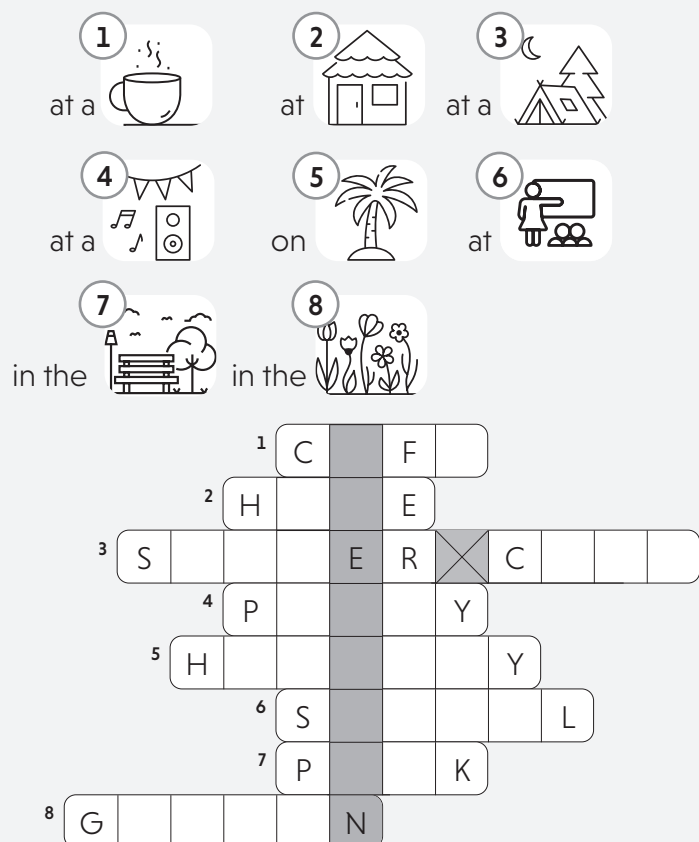 1 2 3
at a at at a
4 5 6
at a on at
7 8
in the in the
1 C F
2 H E
3 S E R C
4 P Y
5 H Y
6 S L
7 P K
8 G N